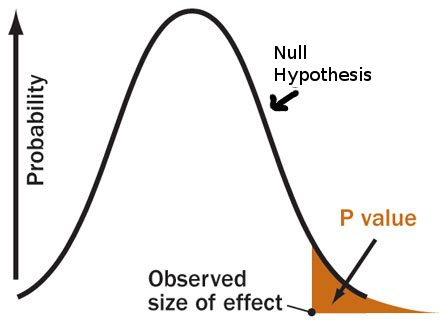 Null
Hypothesis
Probability
P value
Observed
size of effect